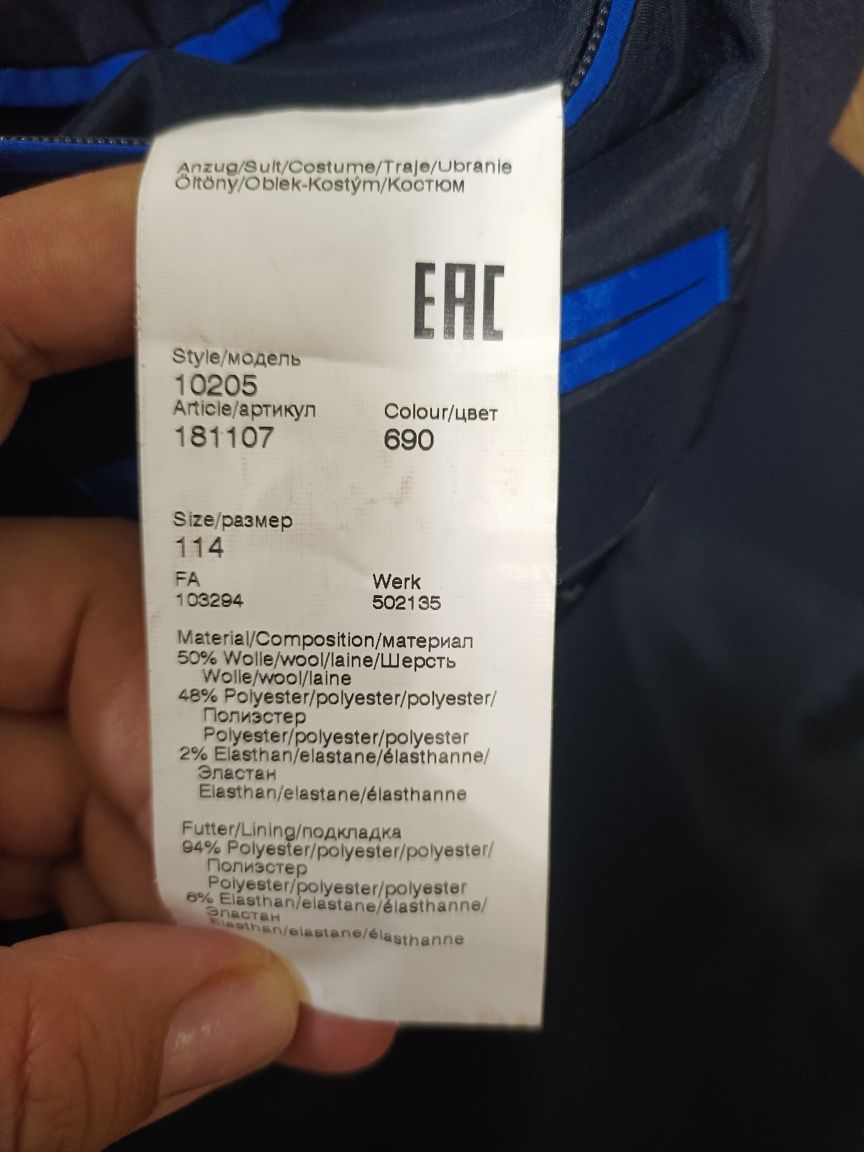 Anzug/Suit/Costume/Traje/Ubranie
Öltöny/Oblek-Kostým/Костюм
EAC
Style/модель
10205
Article/артикул Colour/цвет
181107 690
Size/размер
114
FA Werk
103294 502135
Material/Composition/материал
50% Wolle/wool/laine/Шерсть
Wolle/wool/laine
48% Polyester/polyester/polyester/
Полиэстер
Polyester/polyester/polyester
2% Elasthan/elastane/élasthanne/
Эластан
Elasthan/elastane/élasthanne
Futter/Lining/подкладка
94% Polyester/polyester/polyester/
Полиэстер
Polyester/polyester/polyester
6% Elasthan/elastane/élasthanne/
Эластан
Elasthan/elastane/élasthanne